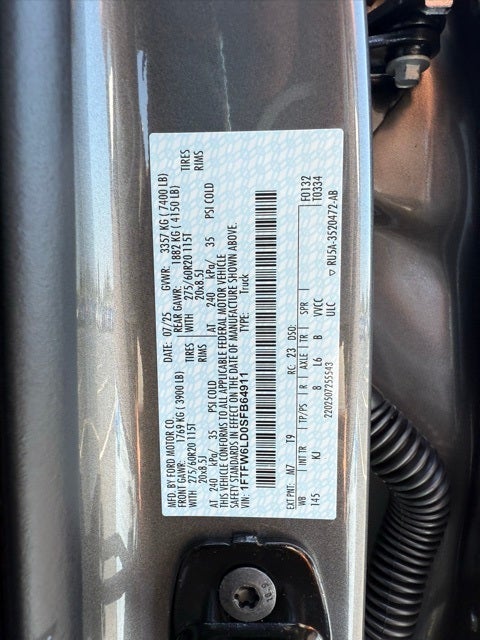 MFD. BY FORD MOTOR CO. DATE: 07/25 GVWR: 3357 KG ( 7400 LB)
FRONT GAWR: 1769 KG ( 3900 LB) REAR GAWR: 1882 KG ( 4150 LB)
WITH 275/60R20 115T TIRES WITH 275/60R20 115T TIRES
20x8.5J RIMS 20x8.5J RIMS
AT 240 kPa/ 35 PSI COLD AT 240 kPa/ 35 PSI COLD
THIS VEHICLE CONFORMS TO ALL APPLICABLE FEDERAL MOTOR VEHICLE
SAFETY STANDARDS IN EFFECT ON THE DATE OF MANUFACTURE SHOWN ABOVE.
VIN: 1FTFW6LD0SFB64911 TYPE: Truck
F0132
T0334
EXT PNT: M7 T9 RC: 23 DSO:
WB INT TR TP/PS R AXLE TR SPR
145 KJ 8 L6 B VVCC
ULC
2202507255543
▽ RU5A-3520472-AB
10.9